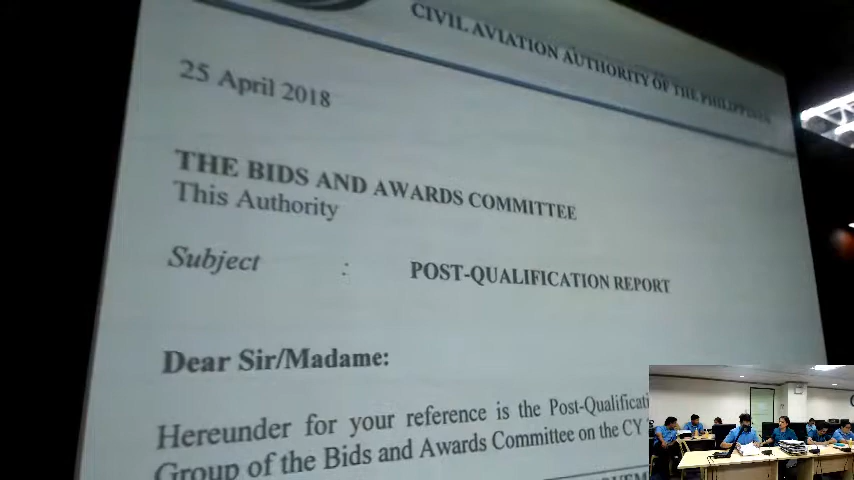 CIVIL AVIATION AUTHORITY OF THE PHILIPPINES
25 April 2018
THE BIDS AND AWARDS COMMITTEE
This Authority
Subject : POST-QUALIFICATION REPORT
Dear Sir/Madame:
Hereunder for your reference is the Post-Qualificati
Group of the Bids and Awards Committee on the CY